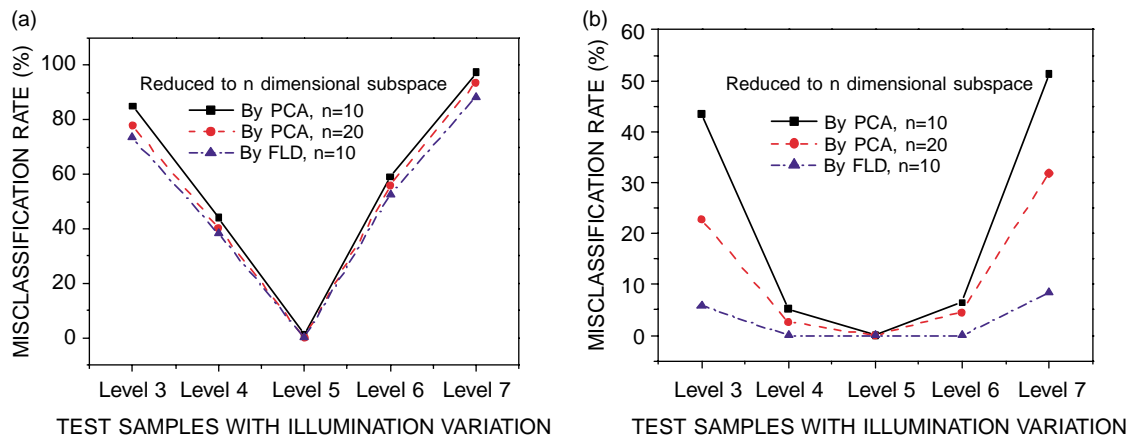 (a)
MISCLASSIFICATION RATE (%)
100
80
60
40
20
0
Reduced to n dimensional subspace
By PCA, n=10
By PCA, n=20
By FLD, n=10
Level 3 Level 4 Level 5 Level 6 Level 7
TEST SAMPLES WITH ILLUMINATION VARIATION
(b)
MISCLASSIFICATION RATE (%)
60
50
40
30
20
10
0
Reduced to n dimensional subspace
By PCA, n=10
By PCA, n=20
By FLD, n=10
Level 3 Level 4 Level 5 Level 6 Level 7
TEST SAMPLES WITH ILLUMINATION VARIATION